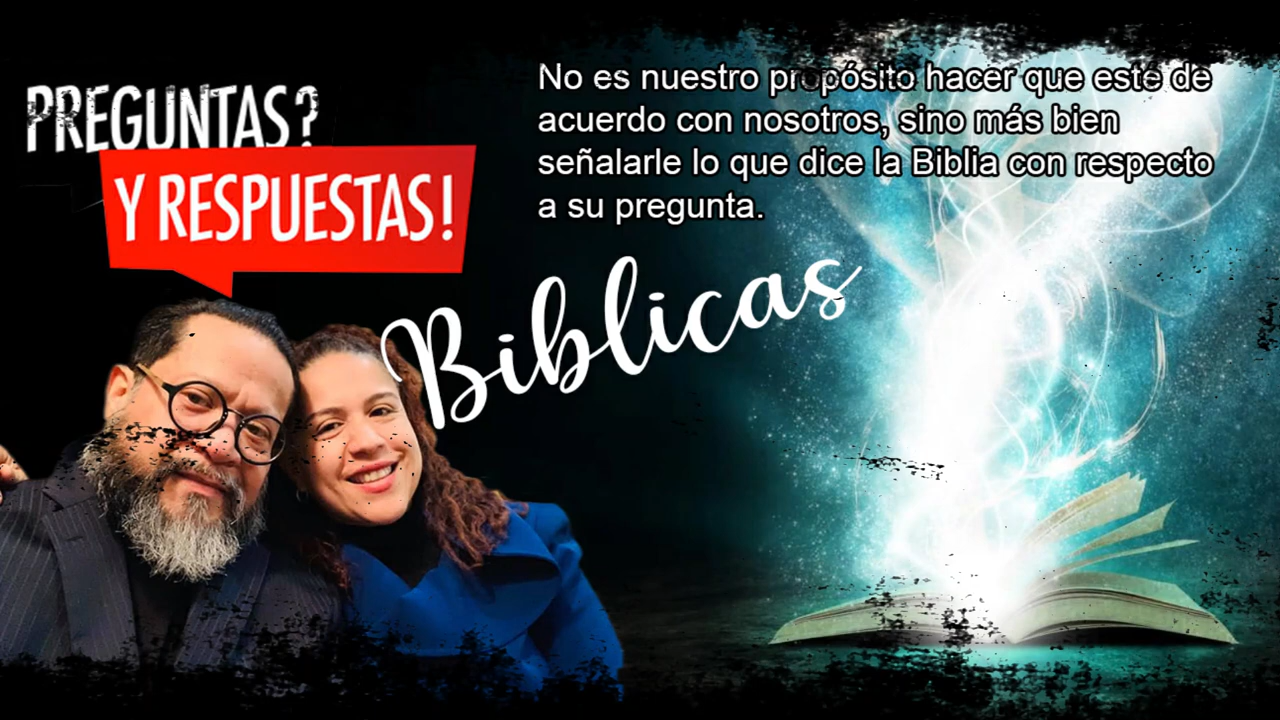 PREGUNTAS?
Y RESPUESTAS!
Biblicas
No es nuestro propósito hacer que esté de
acuerdo con nosotros, sino más bien
señalarle lo que dice la Biblia con respecto
a su pregunta.